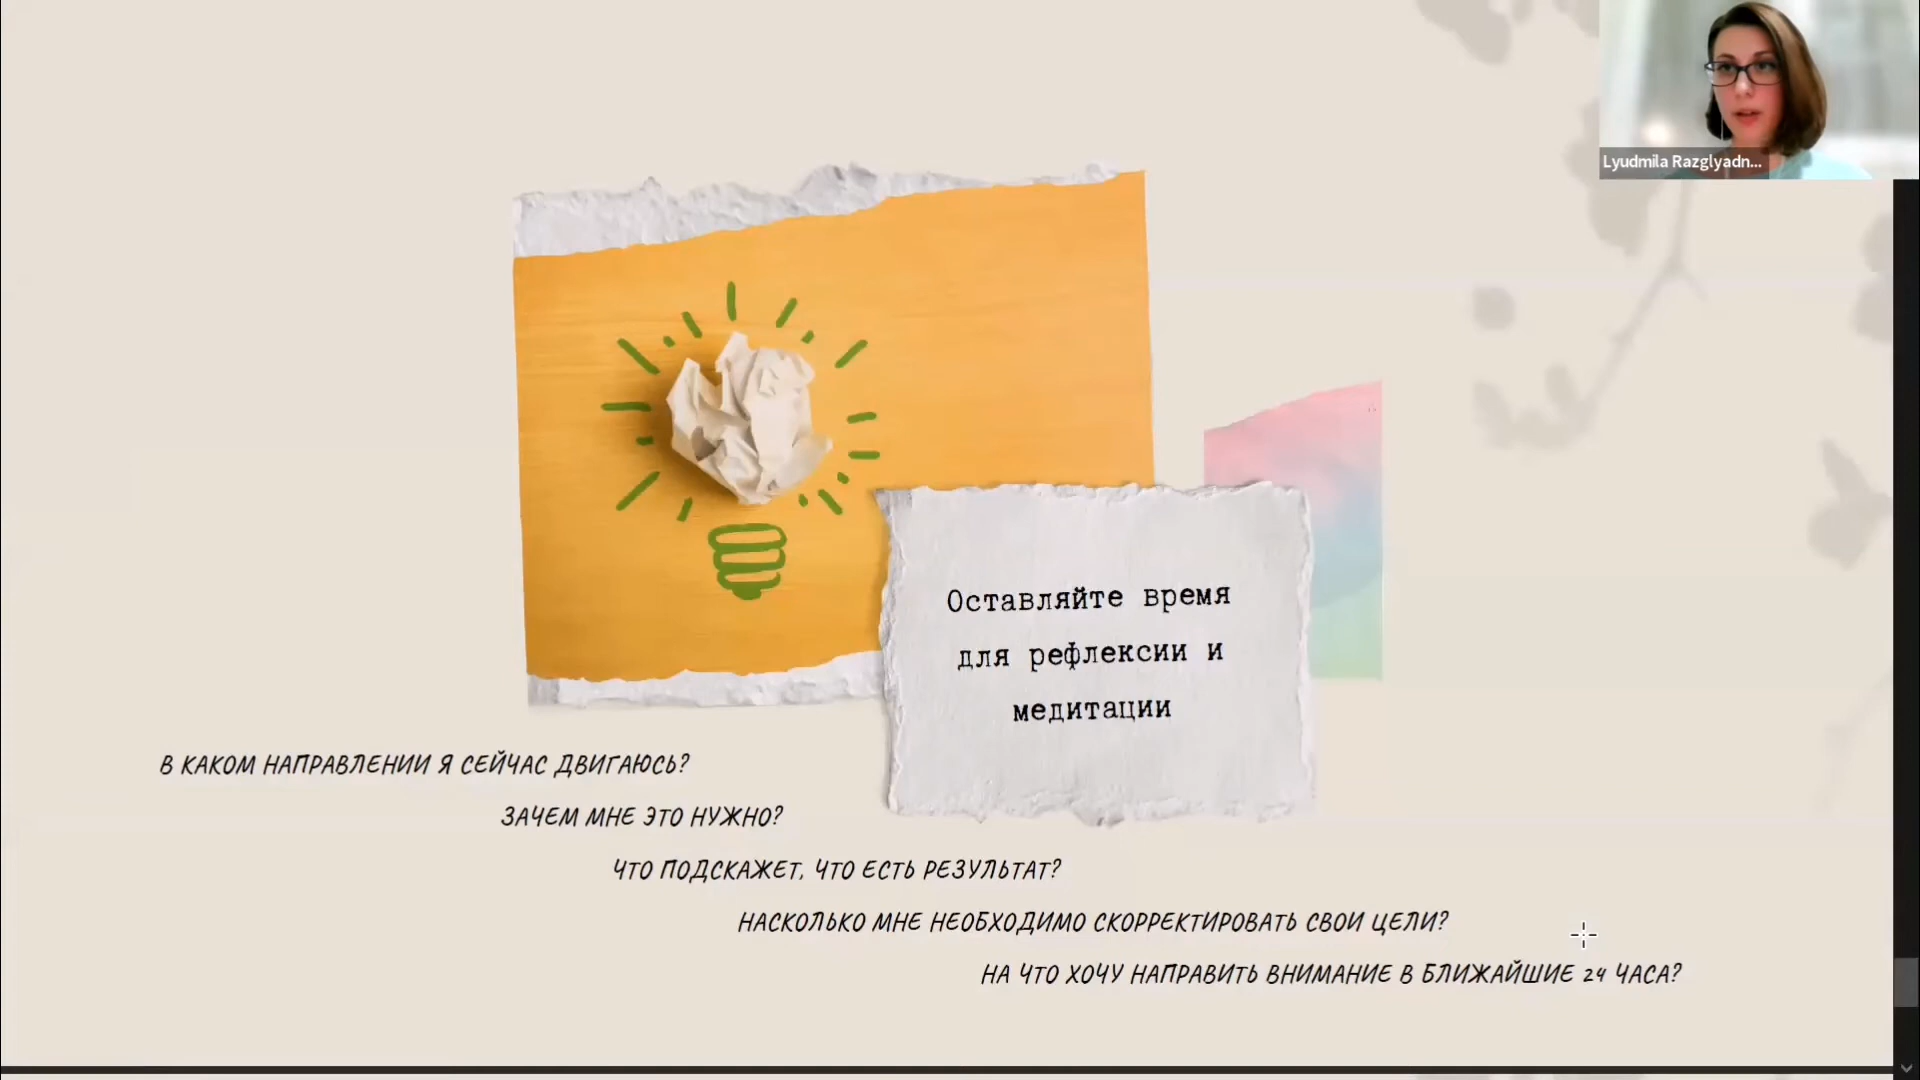 Lyudmila Razglyadn...
Оставляйте время
для рефлексии и
медитации
В КАКОМ НАПРАВЛЕНИИ Я СЕЙЧАС ДВИГАЮСЬ?
ЗАЧЕМ МНЕ ЭТО НУЖНО?
ЧТО ПОДСКАЖЕТ, ЧТО ЕСТЬ РЕЗУЛЬТАТ?
НАСКОЛЬКО МНЕ НЕОБХОДИМО СКОРРЕКТИРОВАТЬ СВОИ ЦЕЛИ?
НА ЧТО ХОЧУ НАПРАВИТЬ ВНИМАНИЕ В БЛИЖАЙШИЕ 24 ЧАСА?